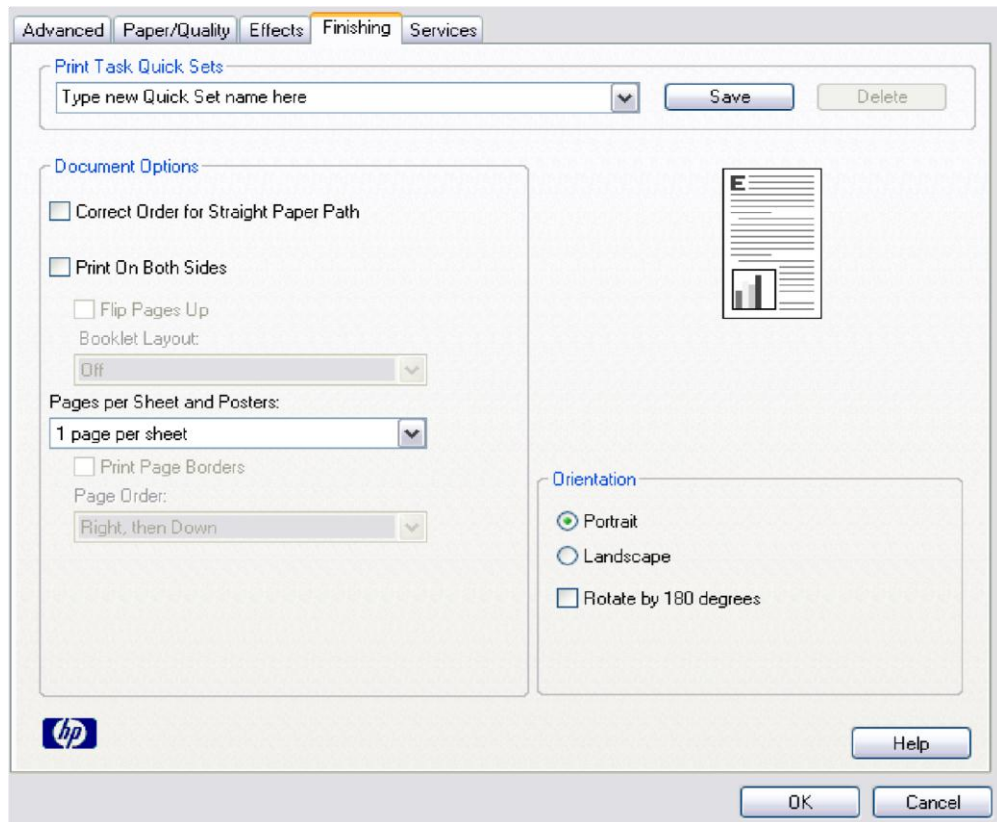 Advanced Paper/Quality Effects Finishing Services
Print Task Quick Sets
Type new Quick Set name here Save Delete
Document Options
Correct Order for Straight Paper Path
Print On Both Sides
Flip Pages Up
Booklet Layout:
Off
Pages per Sheet and Posters:
1 page per sheet
Print Page Borders
Page Order:
Right, then Down
E
Orientation
Portrait
Landscape
Rotate by 180 degrees
hp
Help
OK Cancel